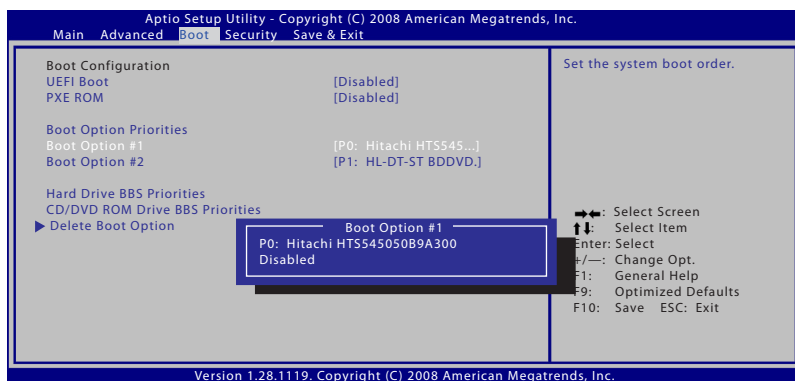 Aptio Setup Utility - Copyright (C) 2008 American Megatrends, Inc.
Main Advanced Boot Security Save & Exit
Boot Configuration
UEFI Boot [Disabled]
PXE ROM [Disabled]
Boot Option Priorities
Boot Option #1 [P0: Hitachi HTS545...]
Boot Option #2 [P1: HL-DT-ST BDDVD.]
Hard Drive BBS Priorities
CD/DVD ROM Drive BBS Priorities
Delete Boot Option
Boot Option #1
P0: Hitachi HTS545050B9A300
Disabled
Set the system boot order.
→←: Select Screen
↑↓: Select Item
Enter: Select
+/—: Change Opt.
F1: General Help
F9: Optimized Defaults
F10: Save ESC: Exit
Version 1.28.1119. Copyright (C) 2008 American Megatrends, Inc.